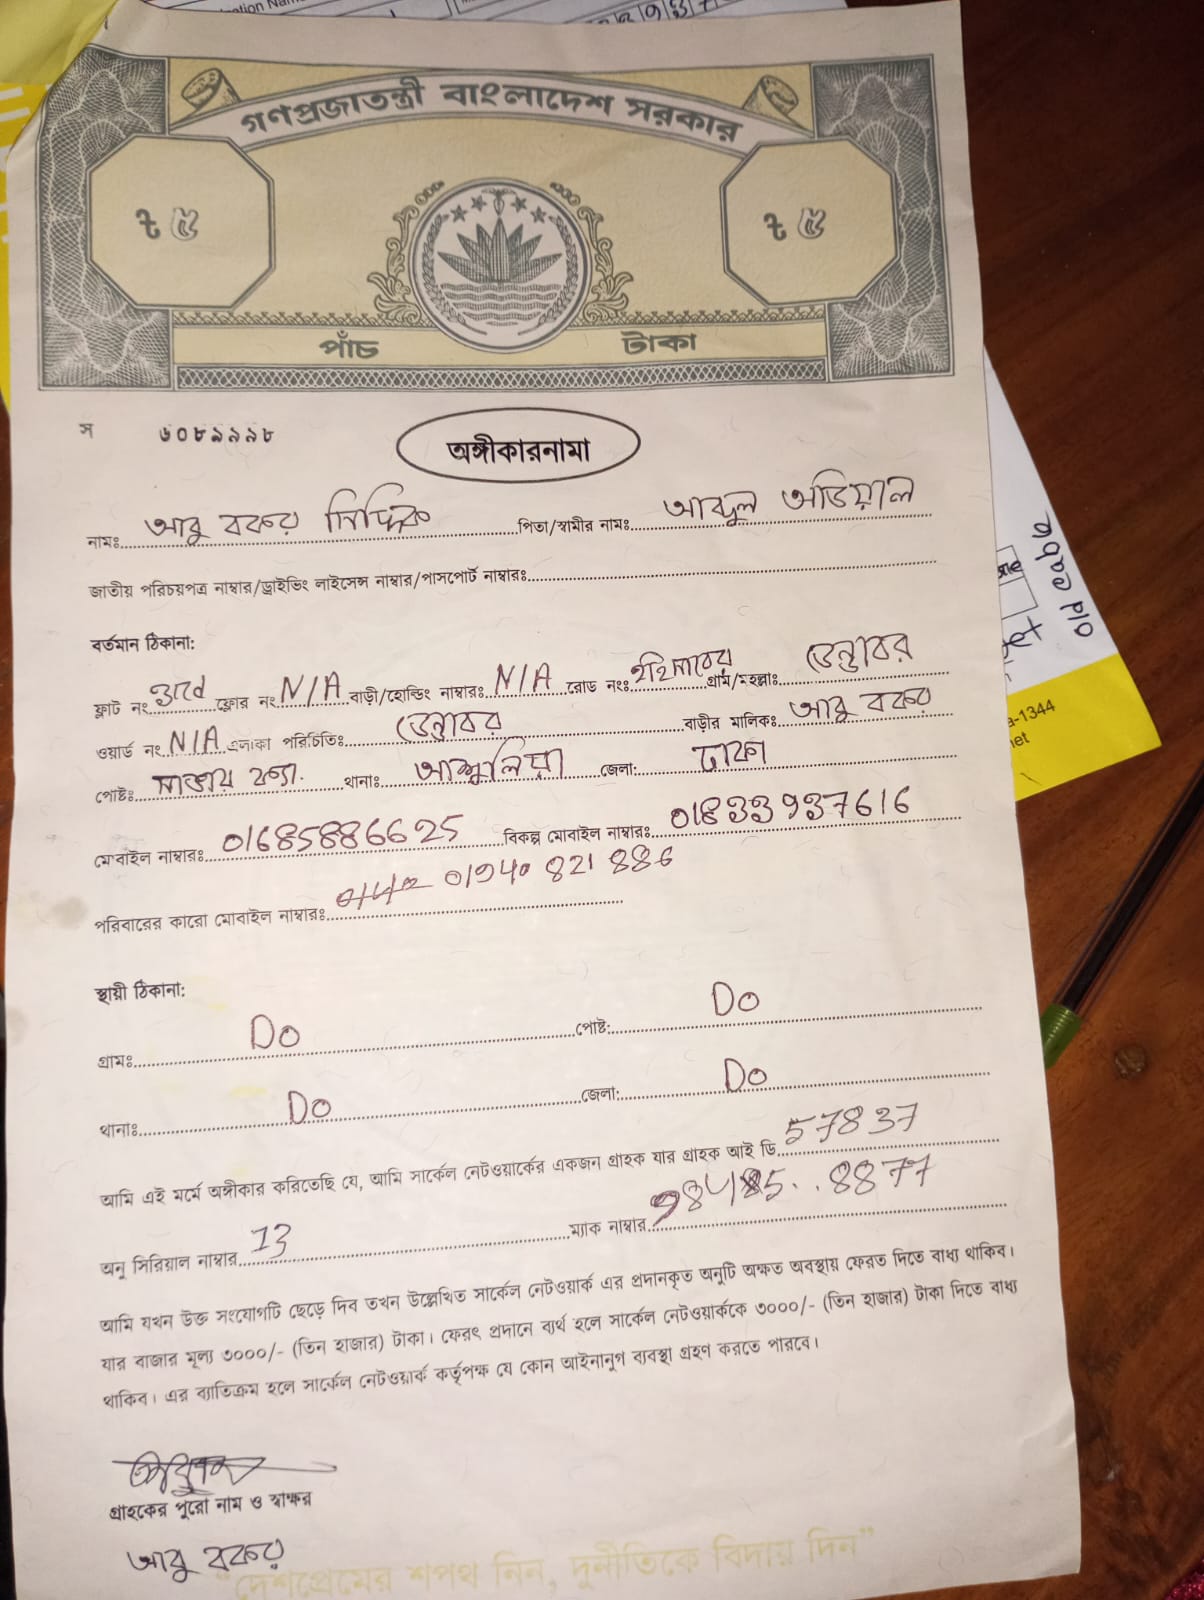 গণপ্রজাতন্ত্রী বাংলাদেশ সরকার
৳ ৫ ৳ ৫
পাঁচ টাকা
স ৬০৮৯৯৯৮
অঙ্গীকারনামা
নামঃ আবু বকর সিদ্দিক পিতা/স্বামীর নামঃ আব্দুল
জাতীয় পরিচয়পত্র নাম্বার/ড্রাইভিং লাইসেন্স নাম্বার/পাসপোর্ট নাম্বারঃ
বর্তমান ঠিকানা:
ফ্লাট নং ফ্লোর নং N/A বাড়ী/হোল্ডিং নাম্বারঃ N/A রোড নংঃ গ্রাম/মহল্লাঃ
ওয়ার্ড নং N/A এলাকা পরিচিতিঃ বাড়ীর মালিকঃ আবু বকর
পোষ্টঃ থানাঃ আশুলিয়া জেলা: ঢাকা
মোবাইল নাম্বারঃ 01685886625 বিকল্প মোবাইল নাম্বারঃ 01833937616
পরিবারের কারো মোবাইল নাম্বারঃ 01940 821 886
স্থায়ী ঠিকানা:
গ্রামঃ Do পোষ্ট: Do
থানাঃ Do জেলা: Do
আমি এই মর্মে অঙ্গীকার করিতেছি যে, আমি সার্কেল নেটওয়ার্কের একজন গ্রাহক যার গ্রাহক আই ডি 57837
অনু সিরিয়াল নাম্বার 13 ম্যাক নাম্বার 8877
আমি যখন উক্ত সংযোগটি ছেড়ে দিব তখন উল্লেখিত সার্কেল নেটওয়ার্ক এর প্রদানকৃত অনুটি অক্ষত অবস্থায় ফেরত দিতে বাধ্য থাকিব।
যার বাজার মূল্য ৩০০০/- (তিন হাজার) টাকা। ফেরৎ প্রদানে ব্যর্থ হলে সার্কেল নেটওয়ার্ককে ৩০০০/- (তিন হাজার) টাকা দিতে বাধ্য
থাকিব। এর ব্যাতিক্রম হলে সার্কেল নেটওয়ার্ক কর্তৃপক্ষ যে কোন আইনানুগ ব্যবস্থা গ্রহণ করতে পারবে।
গ্রাহকের পুরো নাম ও স্বাক্ষর
আবু বকর
"দেশপ্রেমের শপথ নিন, দুর্নীতিকে বিদায় দিন"